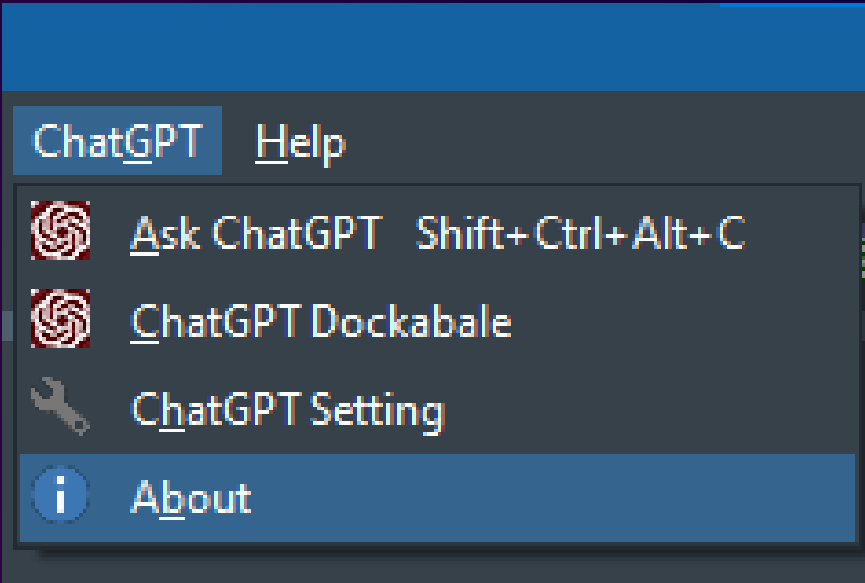 ChatGPT Help
Ask ChatGPT Shift+Ctrl+Alt+C
ChatGPT Dockabale
ChatGPT Setting
About